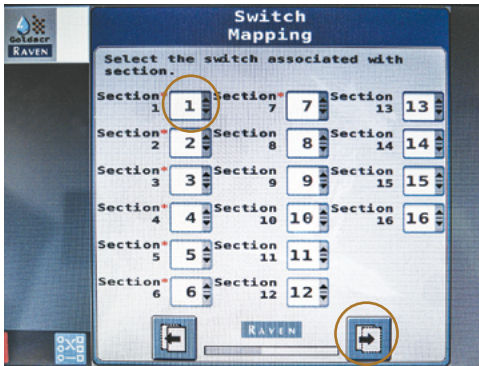 Switch
Mapping
Goldacr
RAVEN
Select the switch associated with
section.
Section* 1 1 Section* 7 7 Section 13 13
Section* 2 2 Section 8 8 Section 14 14
Section* 3 3 Section 9 9 Section 15 15
Section* 4 4 Section 10 10 Section 16 16
Section* 5 5 Section 11 11
Section* 6 6 Section 12 12
RAVEN